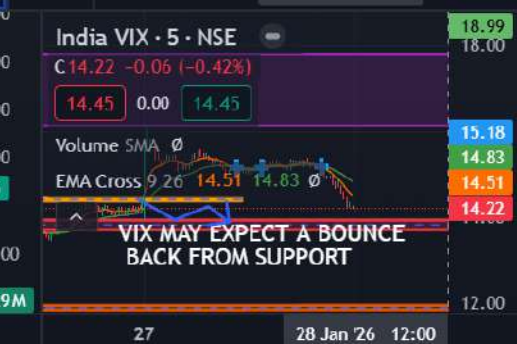 India VIX · 5 · NSE
C14.22 −0.06 (−0.42%)
14.45 0.00 14.45
Volume SMA Ø
EMA Cross 9 26 14.51 14.83 Ø
VIX MAY EXPECT A BOUNCE
BACK FROM SUPPORT
18.99
18.00
15.18
14.83
14.51
14.22
12.00
9M
27
28 Jan '26 12:00